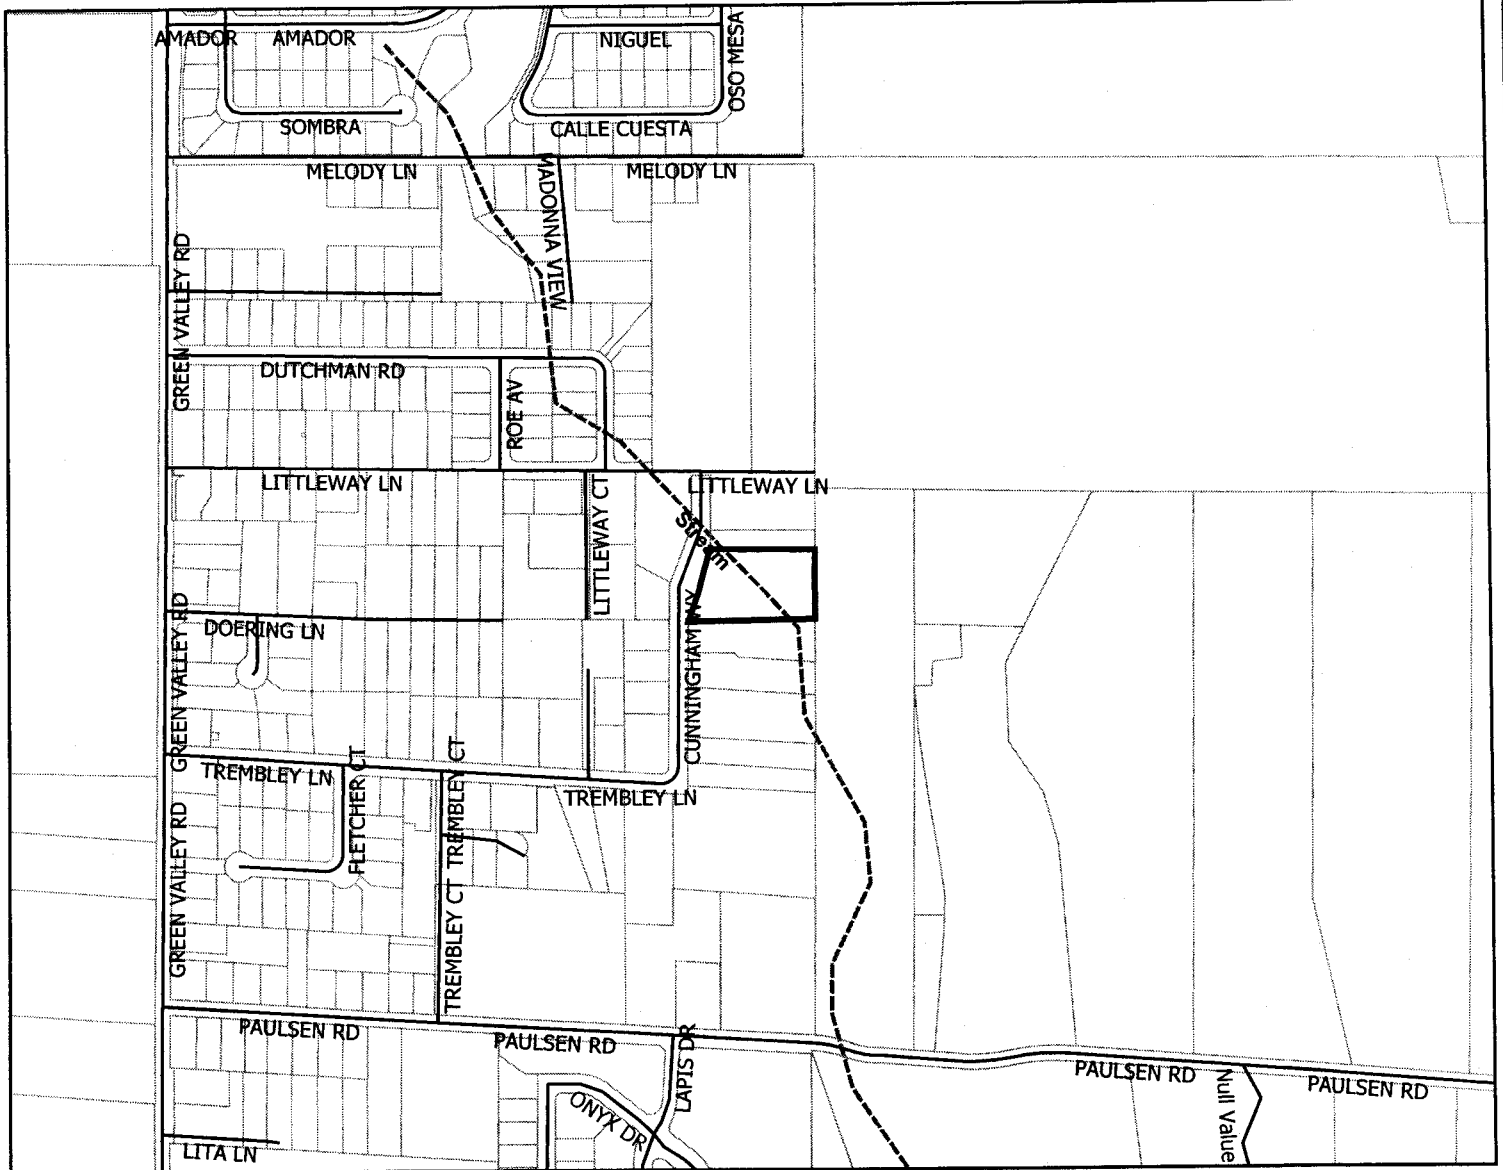 AMADOR
AMADOR
NIGUEL
OSO MESA
SOMBRA
CALLE CUESTA
MELODY LN
MELODY LN
MADONNA VIEW
GREEN VALLEY RD
DUTCHMAN RD
ROE AV
LITTLEWAY LN
LITTLEWAY CT
LITTLEWAY LN
Stream
GREEN VALLEY RD
DOERING LN
CUNNINGHAM WY
TREMBLEY LN
FLETCHER CT
TREMBLEY CT
TREMBLEY LN
GREEN VALLEY RD
TREMBLEY CT
PAULSEN RD
PAULSEN RD
LAPIS DR
PAULSEN RD
Null Value
PAULSEN RD
ONYX DR
LITA LN